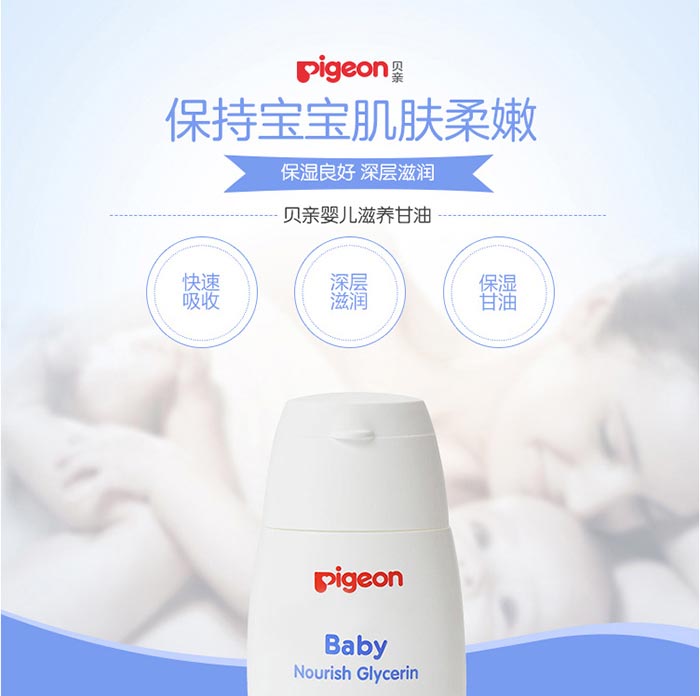 Pigeon 贝亲
保持宝宝肌肤柔嫩
保湿良好 深层滋润
贝亲婴儿滋养甘油
快速
吸收
深层
滋润
保湿
甘油
Pigeon
Baby
Nourish Glycerin